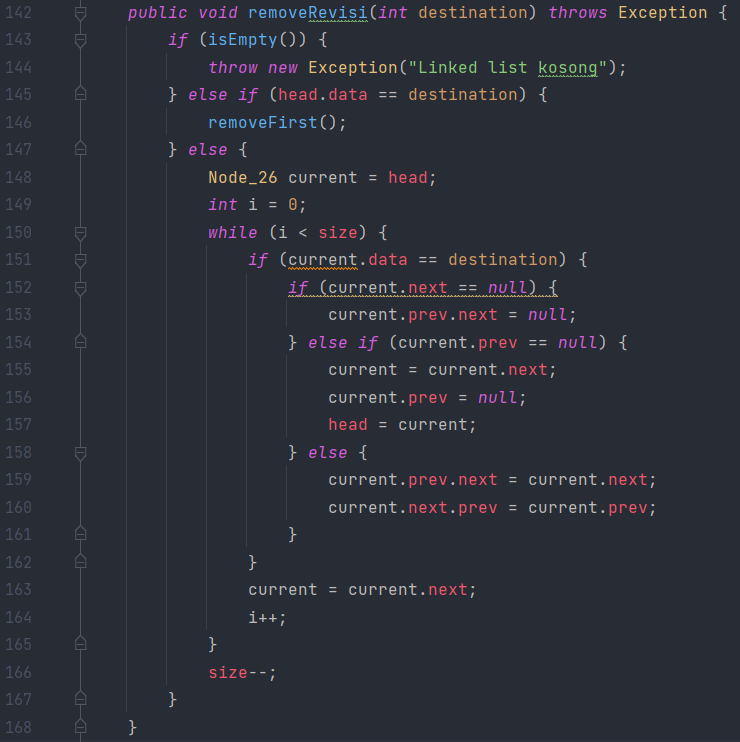 142 public void removeRevisi(int destination) throws Exception {
143 if (isEmpty()) {
144 throw new Exception("Linked list kosong");
145 } else if (head.data == destination) {
146 removeFirst();
147 } else {
148 Node_26 current = head;
149 int i = 0;
150 while (i < size) {
151 if (current.data == destination) {
152 if (current.next == null) {
153 current.prev.next = null;
154 } else if (current.prev == null) {
155 current = current.next;
156 current.prev = null;
157 head = current;
158 } else {
159 current.prev.next = current.next;
160 current.next.prev = current.prev;
161 }
162 }
163 current = current.next;
164 i++;
165 }
166 size--;
167 }
168 }